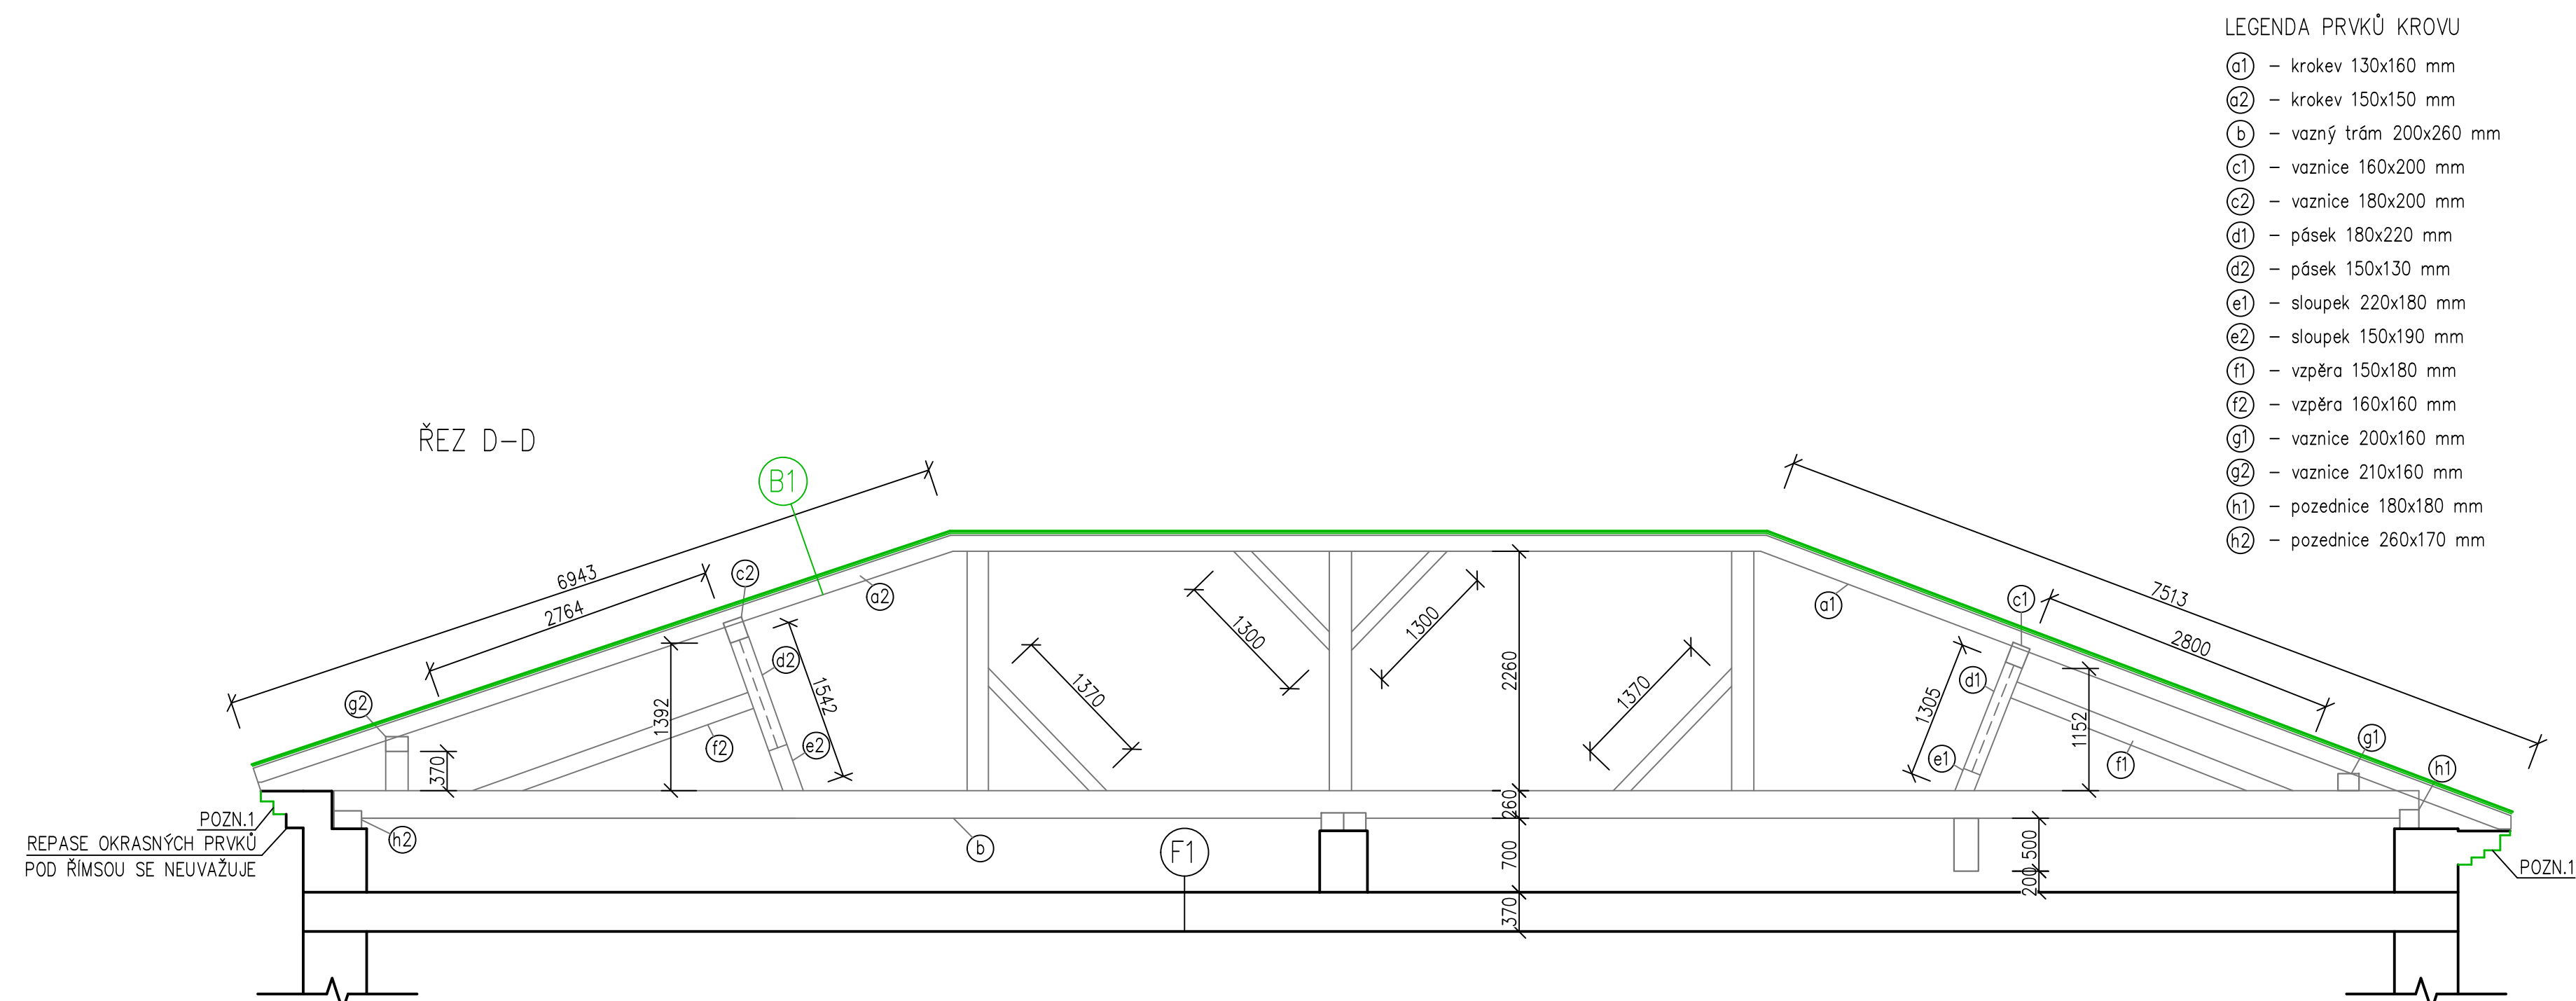 LEGENDA PRVKŮ KROVU
a1 – krokev 130x160 mm
a2 – krokev 150x150 mm
b – vazný trám 200x260 mm
c1 – vaznice 160x200 mm
c2 – vaznice 180x200 mm
d1 – pásek 180x220 mm
d2 – pásek 150x130 mm
e1 – sloupek 220x180 mm
e2 – sloupek 150x190 mm
f1 – vzpěra 150x180 mm
f2 – vzpěra 160x160 mm
g1 – vaznice 200x160 mm
g2 – vaznice 210x160 mm
h1 – pozednice 180x180 mm
h2 – pozednice 260x170 mm
ŘEZ D–D
B1
6943
2764
c2
a2
g2
d2
1542
1392
370
f2
e2
1370
1300
1300
2260
1370
a1
c1
7513
2800
1305
d1
1152
e1
f1
g1
h1
POZN.1
REPASE OKRASNÝCH PRVKŮ
POD ŘÍMSOU SE NEUVAŽUJE
h2
b
F1
260
700
370
500
200
POZN.1